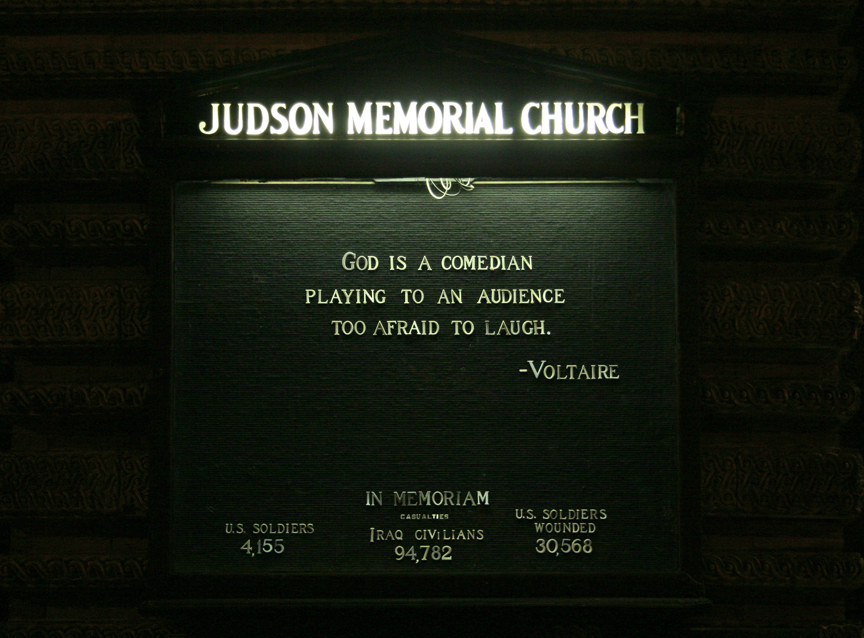 JUDSON MEMORIAL CHURCH
GOD IS A COMEDIAN
PLAYING TO AN AUDIENCE
TOO AFRAID TO LAUGH.
-VOLTAIRE
IN MEMORIAM
CASUALTIES
U.S. SOLDIERS
4,155
IRAQ CIVILIANS
94,782
U.S. SOLDIERS
WOUNDED
30,568